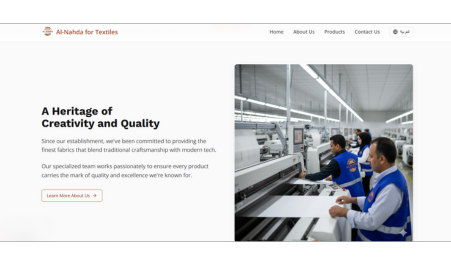 Al-Nahda for Textiles
Home About Us Products Contact Us عربية
A Heritage of
Creativity and Quality
Since our establishment, we've been committed to providing the
finest fabrics that blend traditional craftsmanship with modern tech.
Our specialized team works passionately to ensure every product
carries the mark of quality and excellence we're known for.
Learn More About Us →